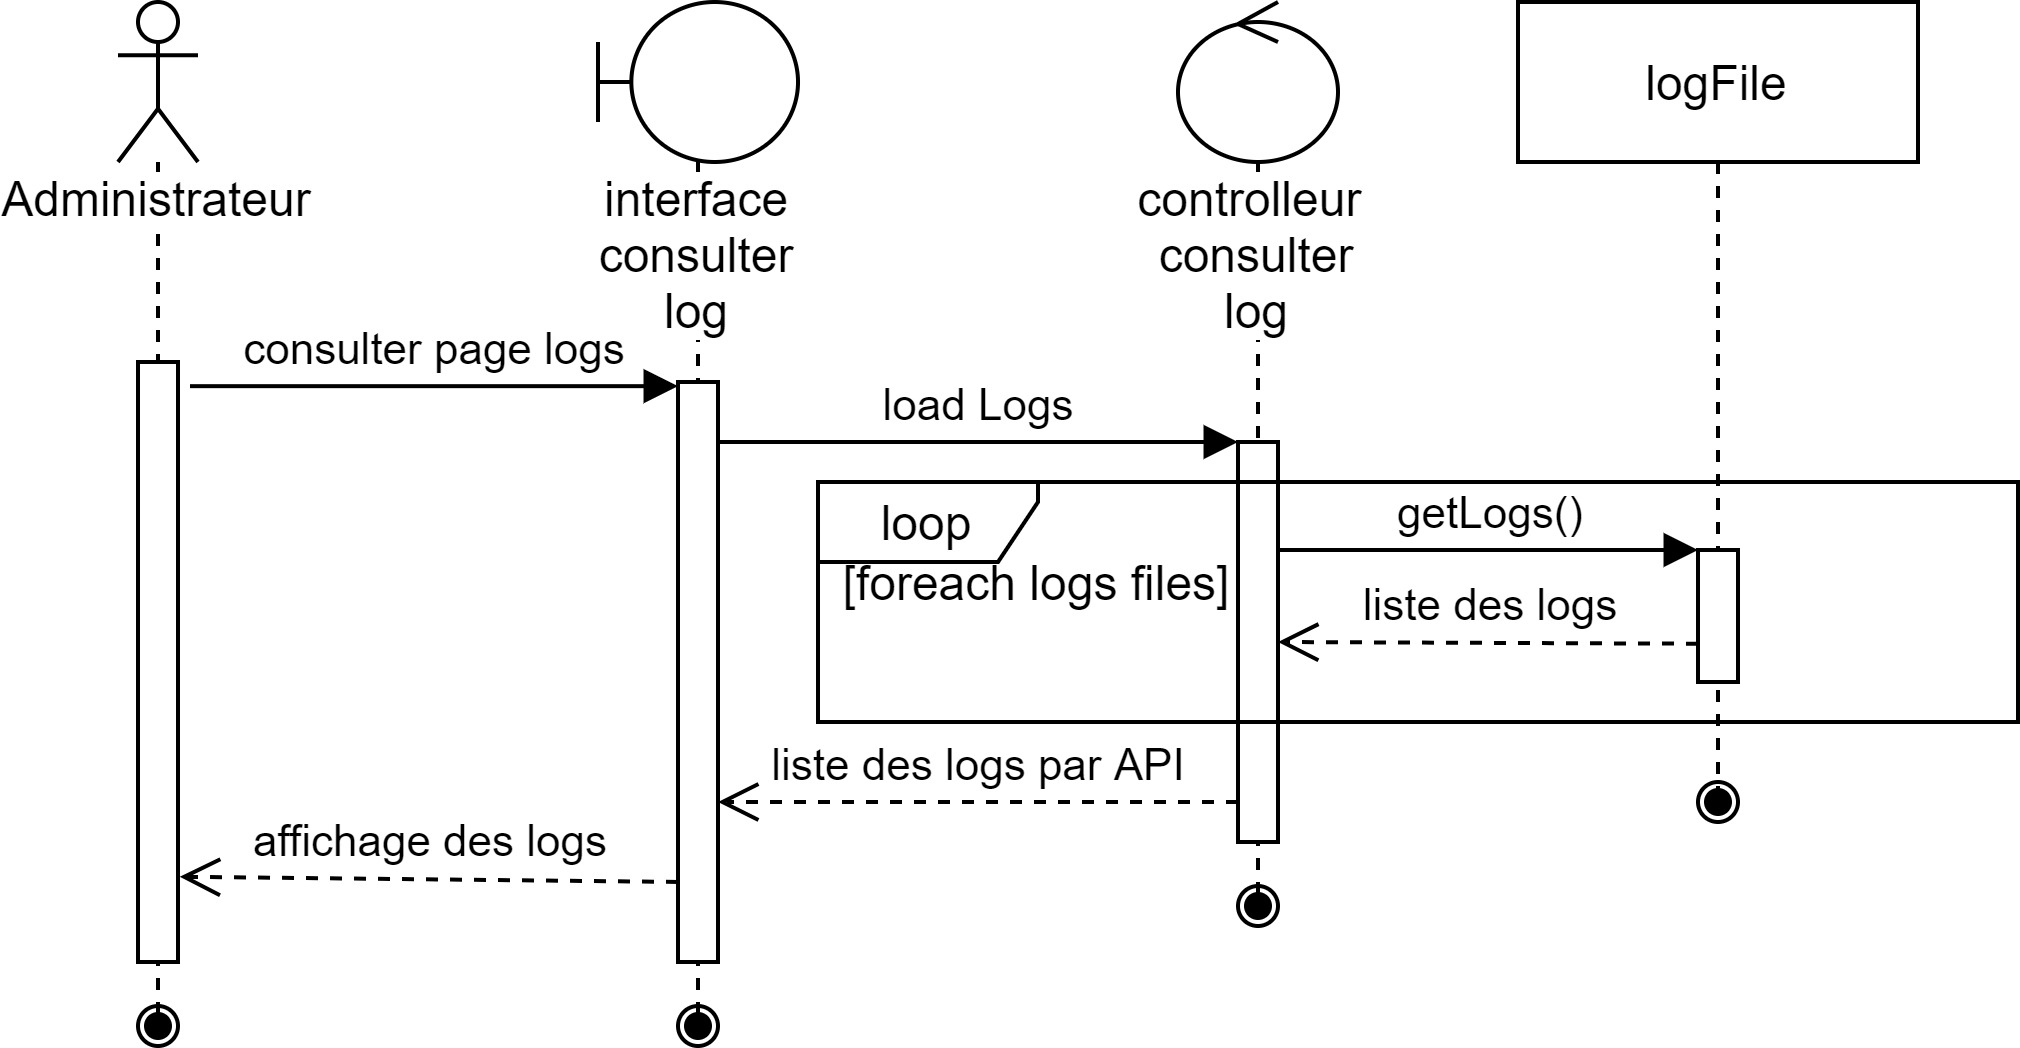 logFile
Administrateur
interface
consulter
log
controlleur
consulter
log
consulter page logs
load Logs
loop
[foreach logs files]
getLogs()
liste des logs
liste des logs par API
affichage des logs